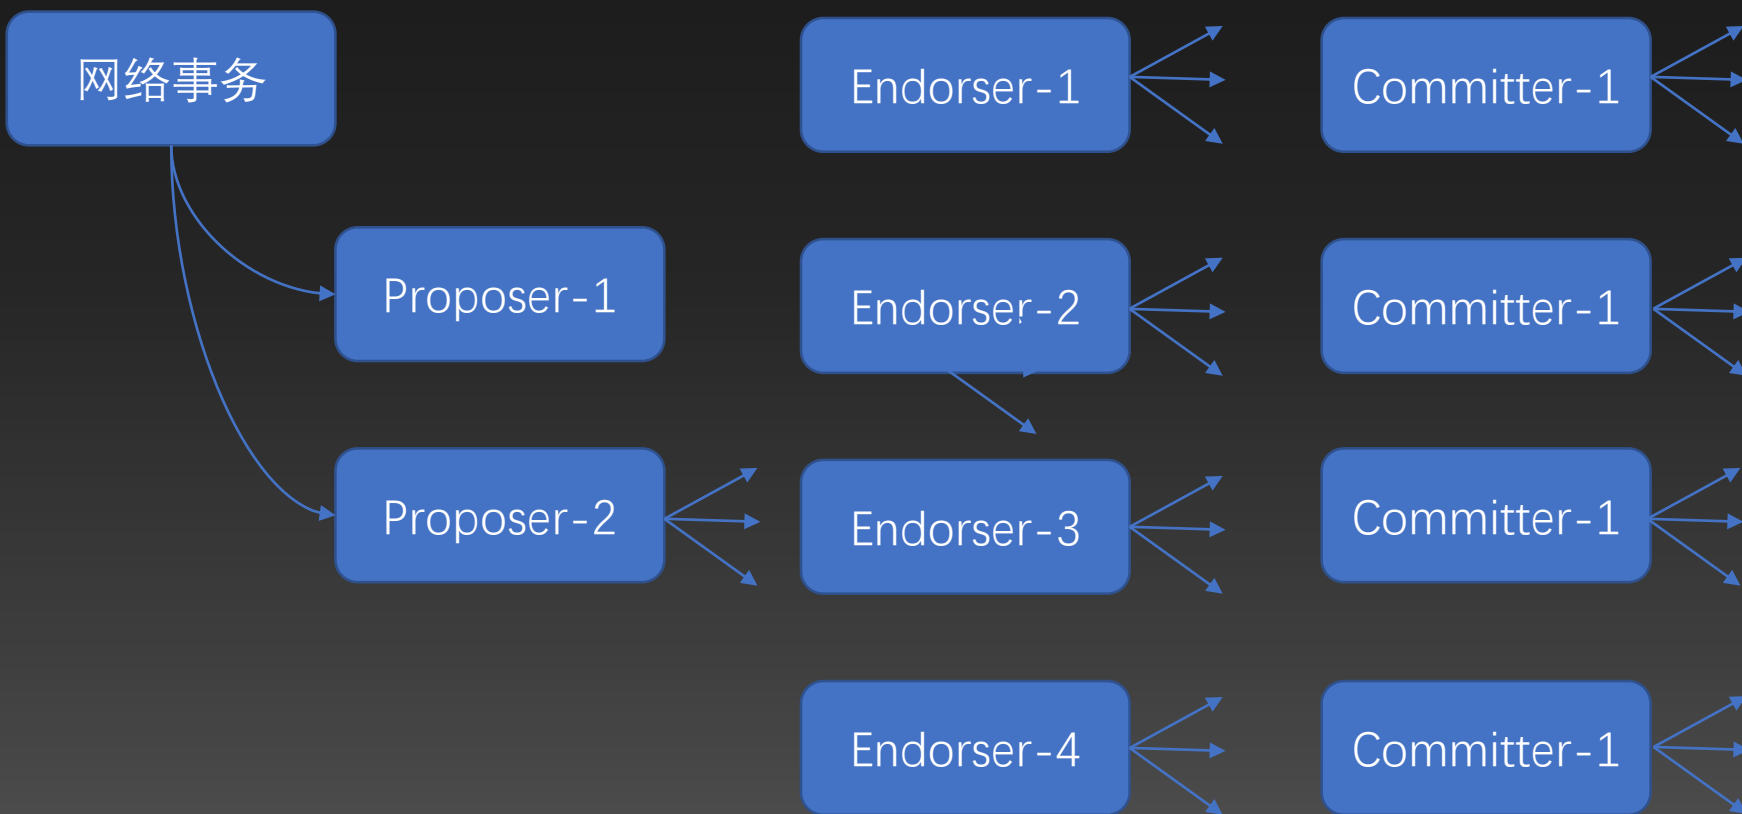 网络事务
Endorser-1
Committer-1
Proposer-1
Endorser-2
Committer-1
Proposer-2
Endorser-3
Committer-1
Endorser-4
Committer-1